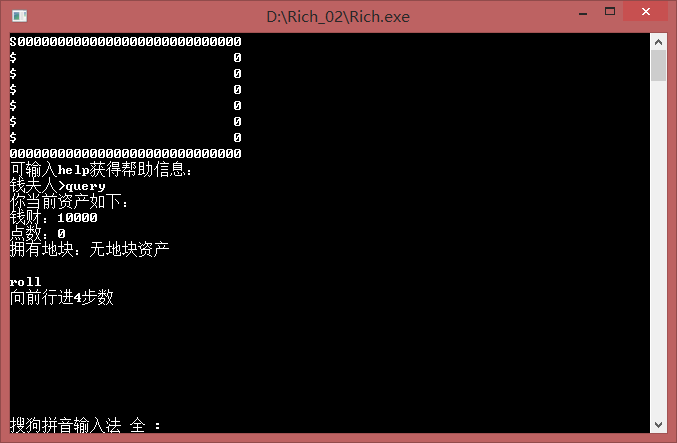 D:\Rich_02\Rich.exe
S0000000000000000000000000000
$                           0
$                           0
$                           0
$                           0
$                           0
$                           0
00000000000000000000000000000
可输入help获得帮助信息:
钱夫人>query
你当前资产如下:
钱财: 10000
点数: 0
拥有地块: 无地块资产
roll
向前行进4步数
搜狗拼音输入法 全 :